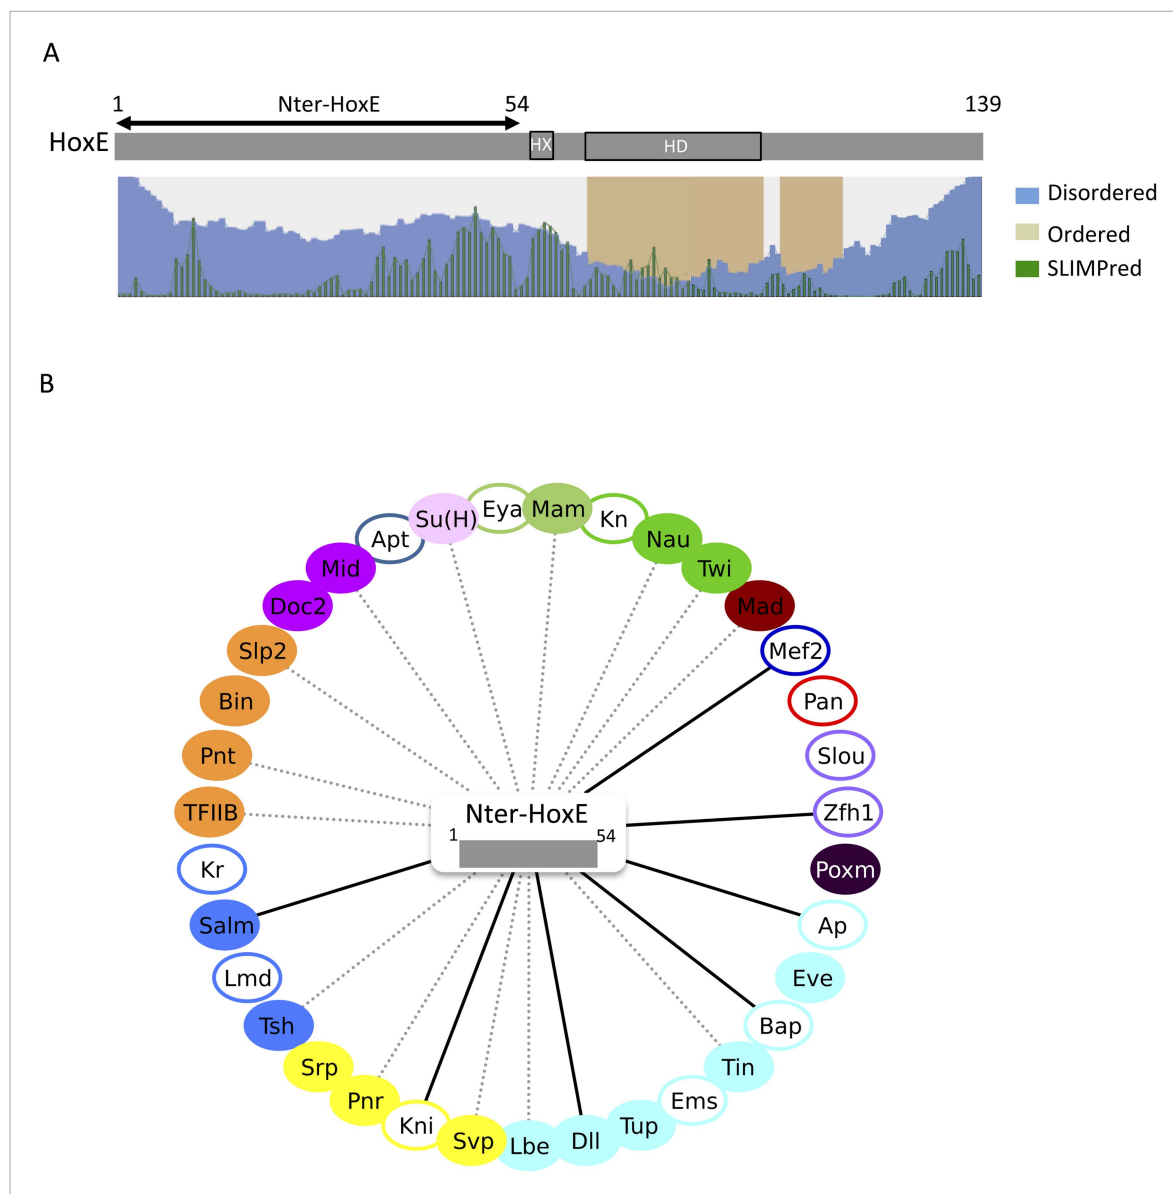 A
1 Nter-HoxE 54 139
HoxE HX HD
Disordered
Ordered
SLIMPred
B
Eya Mam
Su(H) Kn
Apt Nau
Mid Twi
Doc2 Mad
Slp2 Mef2
Bin Pan
Pnt Slou
TFIIB Nter-HoxE Zfh1
1 54
Kr Poxm
Salm Ap
Lmd Eve
Tsh Bap
Srp Tin
Pnr Ems
Kni Tup
Svp Lbe Dll